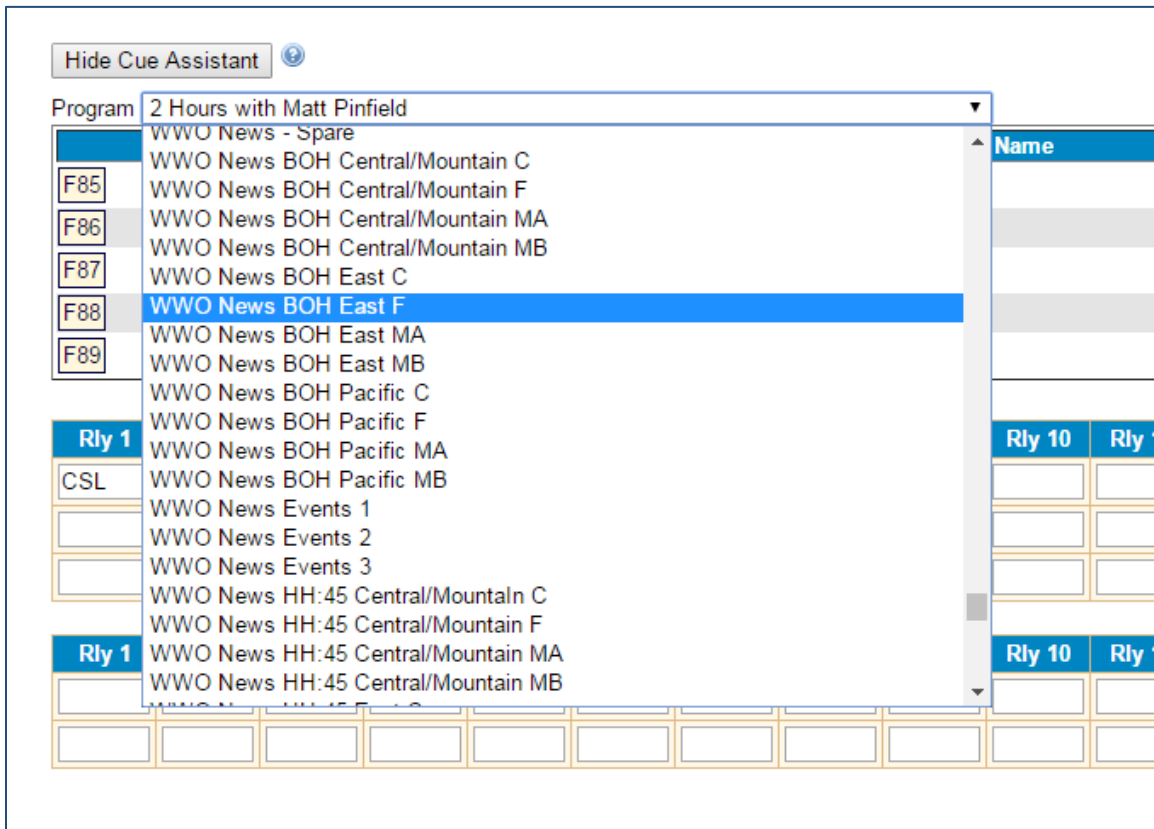 Hide Cue Assistant
Program 2 Hours with Matt Pinfield
WWO News - Spare
Name
WWO News BOH Central/Mountain C
F85
WWO News BOH Central/Mountain F
WWO News BOH Central/Mountain MA
F86
WWO News BOH Central/Mountain MB
F87
WWO News BOH East C
WWO News BOH East F
F88
WWO News BOH East MA
F89
WWO News BOH East MB
WWO News BOH Pacific C
WWO News BOH Pacific F
Rly 1 Rly 10 Rly
WWO News BOH Pacific MA
CSL
WWO News BOH Pacific MB
WWO News Events 1
WWO News Events 2
WWO News Events 3
WWO News HH:45 Central/Mountaln C
WWO News HH:45 Central/Mountain F
Rly 1 Rly 10 Rly
WWO News HH:45 Central/Mountain MA
WWO News HH:45 Central/Mountain MB